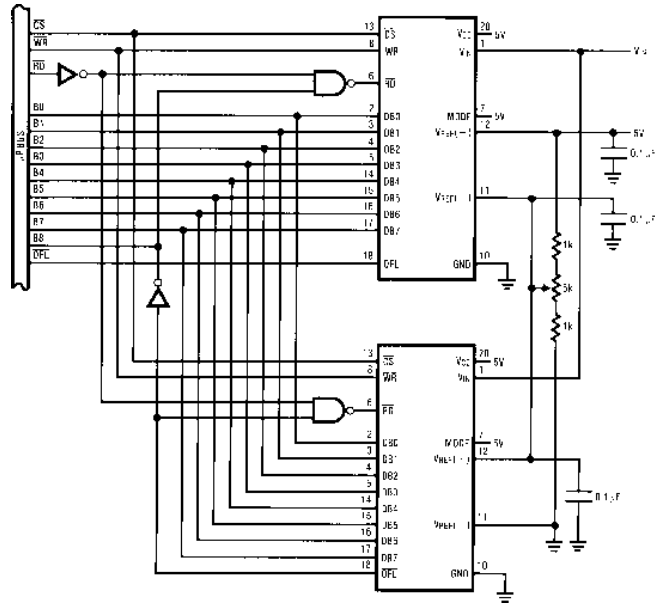 CS
WR
RD
B0
B1
B2
B3
B4
B5
B6
B7
B8
OFL
µP BUS
13 CS VCC 20 5V
8 WR VIN 1
6 RD
2 DB0 MODE 7 5V
3 DB1 VREF(+) 12 5V
4 DB2
5 DB3
14 DB4
15 DB5 VREF(-) 11
16 DB6
17 DB7
18 OFL GND 10
0.1µF
0.1µF
1k
5k
1k
13 CS VCC 20 5V
8 WR VIN 1
6 RD
2 DB0 MODE 7 5V
3 DB1 VREF(+) 12
4 DB2
5 DB3
14 DB4
15 DB5 VREF(-) 11
16 DB6
17 DB7
18 OFL GND 10
0.1µF